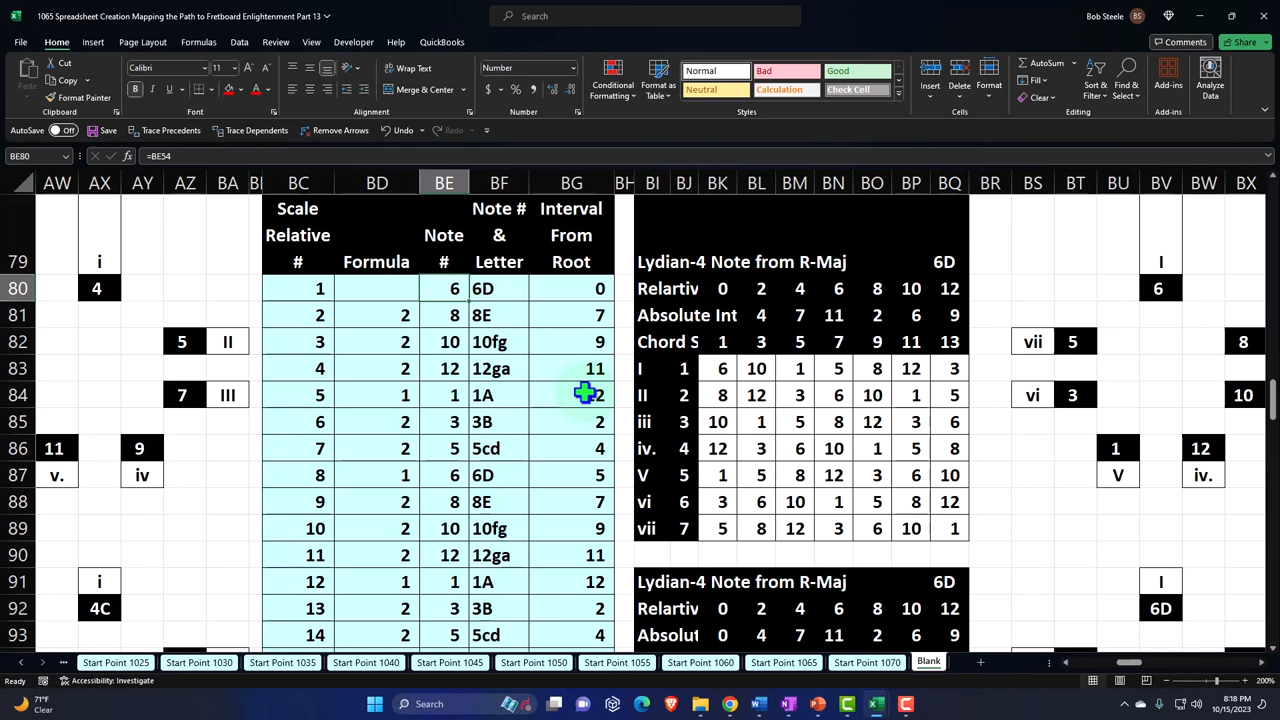 1065 Spreadsheet Creation Mapping the Path to Fretboard Enlightenment Part 13
Search
Bob Steele BS
File Home Insert Page Layout Formulas Data Review View Developer Help QuickBooks
Comments Share
Cut
Copy
Paste
Format Painter
Clipboard
Calibri 11
B I U
Font
Wrap Text
Merge & Center
Alignment
Number
$ % ,
Number
Conditional Formatting
Format as Table
Normal Bad Good
Neutral Calculation Check Cell
Styles
Insert Delete Format
Cells
AutoSum
Fill
Clear
Sort & Filter
Find & Select
Editing
Add-ins
Add-ins
Analyze Data
AutoSave Off Save Trace Precedents Trace Dependents Remove Arrows Undo
BE80 fx =BE54
AW AX AY AZ BA BC BD BE BF BG BH BI BJ BK BL BM BN BO BP BQ BR BS BT BU BV BW BX
Scale Note #
Relative Note & Interval From
79 i # Formula # Letter Root Lydian-4 Note from R-Maj 6D I
80 4 1 6 6D 0 Relartiv 0 2 4 6 8 10 12 6
81 2 2 8 8E 7 Absolute Int 4 7 11 2 6 9
82 5 II 3 2 10 10fg 9 Chord S 1 3 5 7 9 11 13 vii 5 8
83 4 2 12 12ga 11 I 1 6 10 1 5 8 12 3
84 7 III 5 1 1 1A 2 II 2 8 12 3 6 10 1 5 vi 3 10
85 6 2 3 3B 2 iii 3 10 1 5 8 12 3 6
86 11 9 7 2 5 5cd 4 iv. 4 12 3 6 10 1 5 8 1 12
87 v. iv 8 1 6 6D 5 V 5 1 5 8 12 3 6 10 V iv.
88 9 2 8 8E 7 vi 6 3 6 10 1 5 8 12
89 10 2 10 10fg 9 vii 7 5 8 12 3 6 10 1
90 11 2 12 12ga 11
91 i 12 1 1 1A 12 Lydian-4 Note from R-Maj 6D I
92 4C 13 2 3 3B 2 Relartiv 0 2 4 6 8 10 12 6D
93 14 2 5 5cd 4 Absolut 0 4 7 11 2 6 9
Start Point 1025 Start Point 1030 Start Point 1035 Start Point 1040 Start Point 1045 Start Point 1050 Start Point 1055 Start Point 1060 Start Point 1065 Start Point 1070 Blank
Ready Accessibility: Investigate 200%
71°F
Clear
Search
8:18 PM
10/15/2023